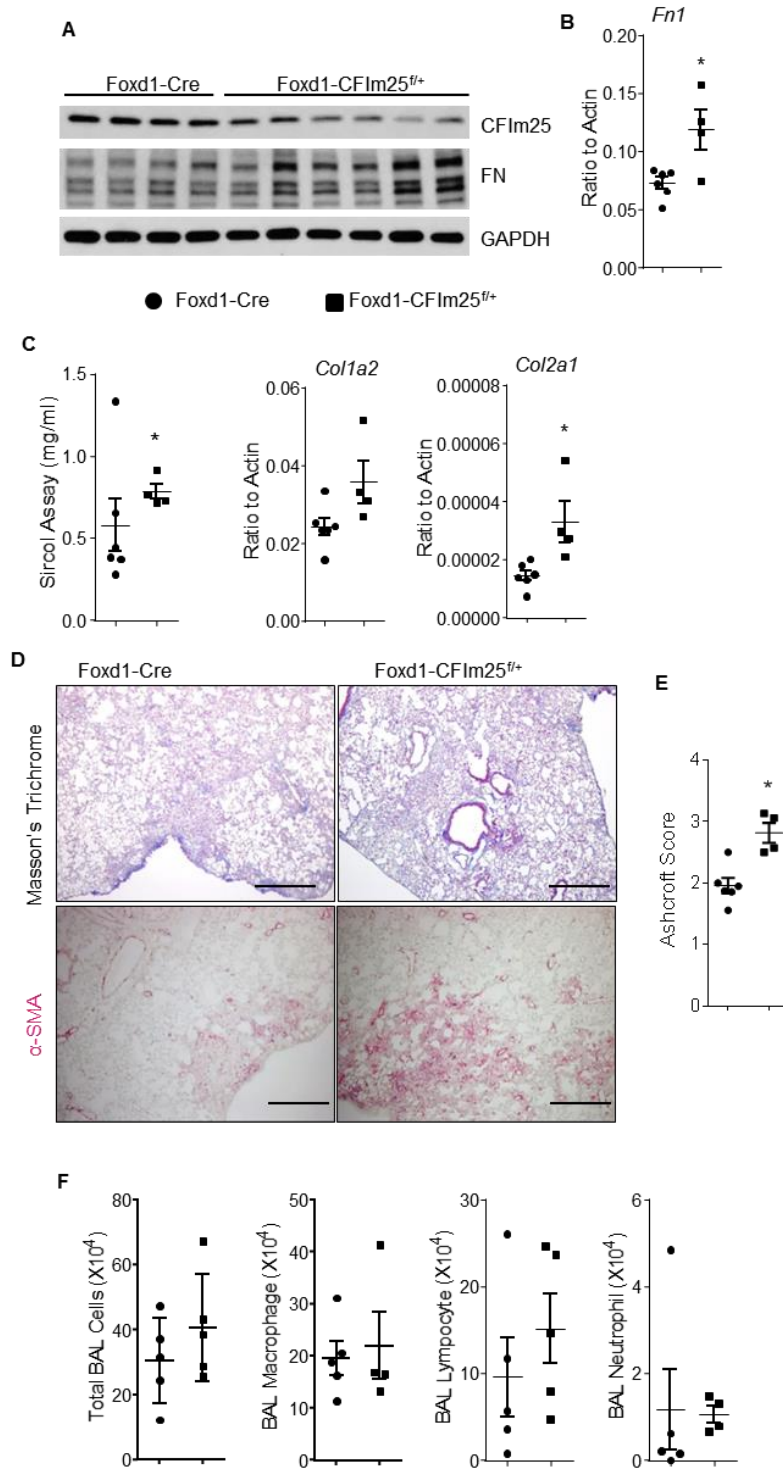 A
Foxd1-Cre Foxd1-CFIm25f/+
CFIm25
FN
GAPDH
B
Fn1
*
Ratio to Actin
0.20
0.15
0.10
0.05
0.00
Foxd1-Cre Foxd1-CFIm25f/+
C
Sircol Assay (mg/ml)
1.5
1.0
0.5
0.0
*
Col1a2
Ratio to Actin
0.06
0.04
0.02
0.00
Col2a1
Ratio to Actin
0.00008
0.00006
0.00004
0.00002
0.00000
*
D
Foxd1-Cre Foxd1-CFIm25f/+
Masson's Trichrome
α-SMA
E
Ashcroft Score
4
3
2
1
0
*
F
Total BAL Cells (X10⁴)
80
60
40
20
0
BAL Macrophage (X10⁴)
50
40
30
20
10
0
BAL Lympocyte (X10⁴)
30
20
10
0
BAL Neutrophil (X10⁴)
6
4
2
0